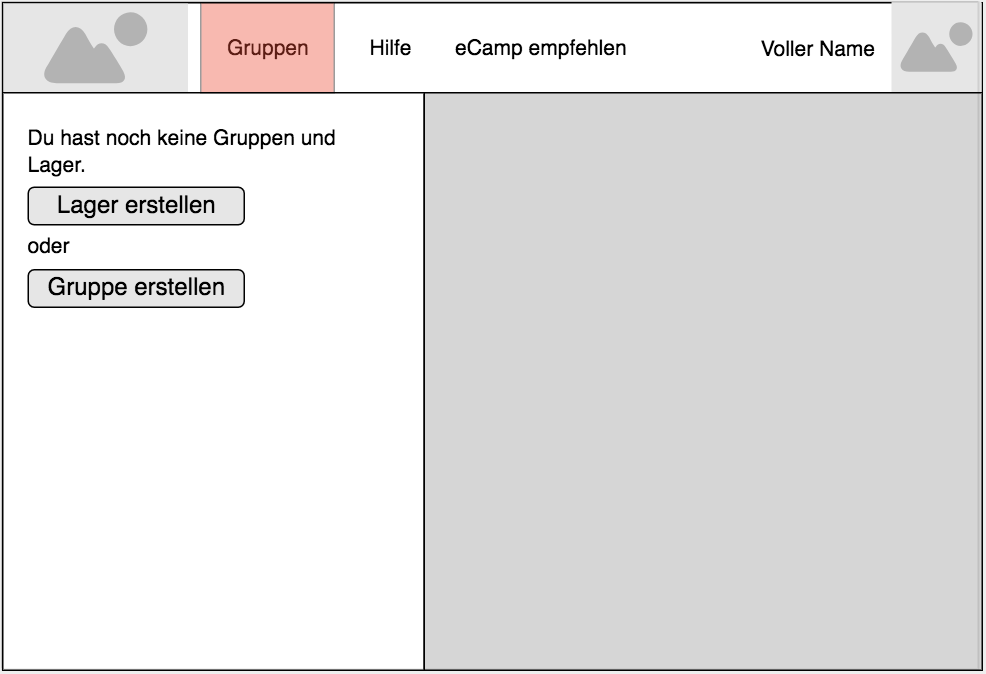 Gruppen Hilfe eCamp empfehlen Voller Name
Du hast noch keine Gruppen und
Lager.
Lager erstellen
oder
Gruppe erstellen